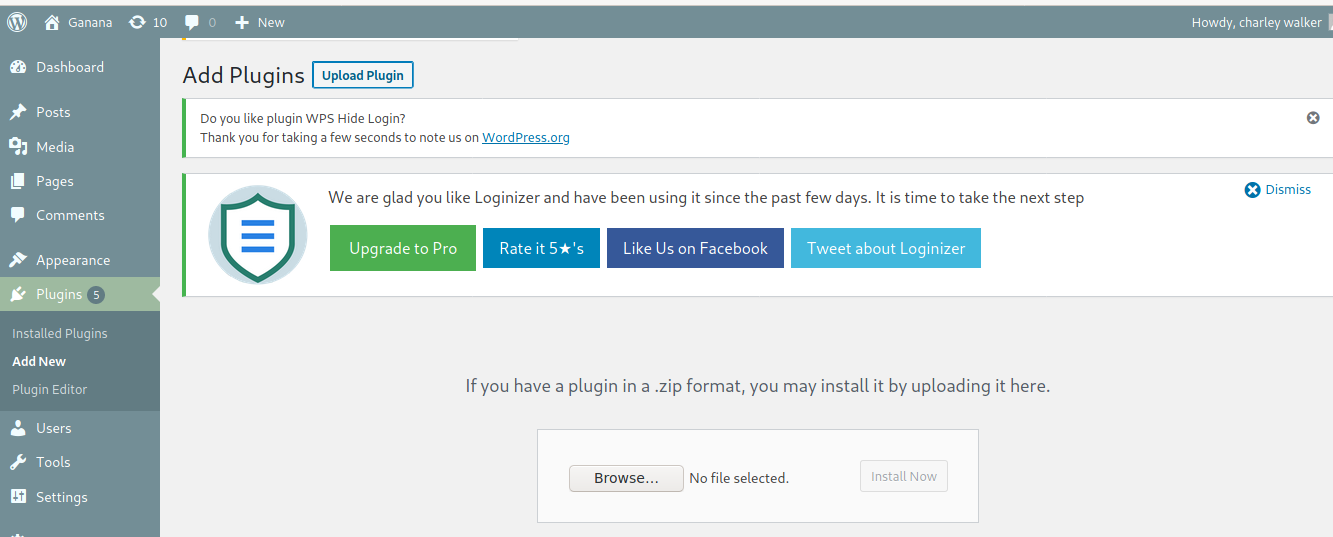 Ganana 10 0 New Howdy, charley walker
Dashboard
Posts
Media
Pages
Comments
Appearance
Plugins 5
Installed Plugins
Add New
Plugin Editor
Users
Tools
Settings
Add Plugins Upload Plugin
Do you like plugin WPS Hide Login?
Thank you for taking a few seconds to note us on WordPress.org
We are glad you like Loginizer and have been using it since the past few days. It is time to take the next step
Dismiss
Upgrade to Pro Rate it 5★'s Like Us on Facebook Tweet about Loginizer
If you have a plugin in a .zip format, you may install it by uploading it here.
Browse... No file selected. Install Now